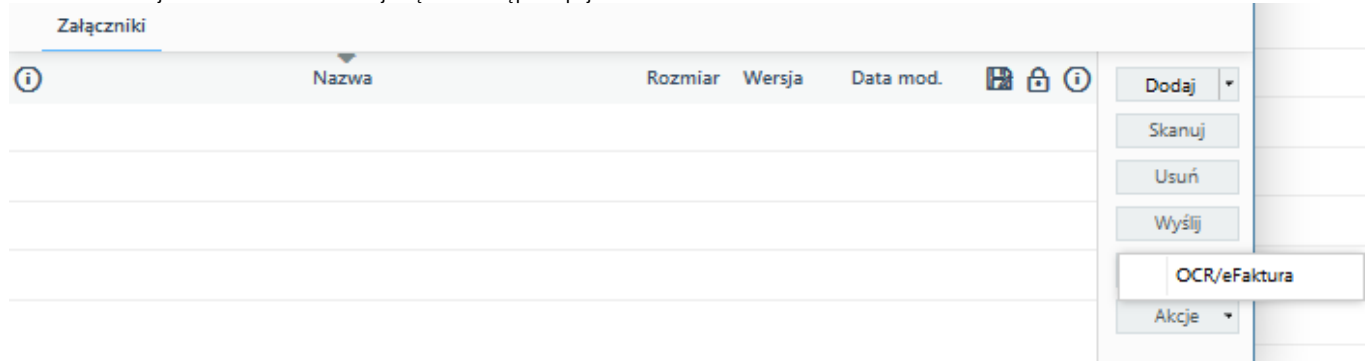 Załączniki
Nazwa Rozmiar Wersja Data mod.
Dodaj
Skanuj
Usuń
Wyślij
OCR/eFaktura
Akcje